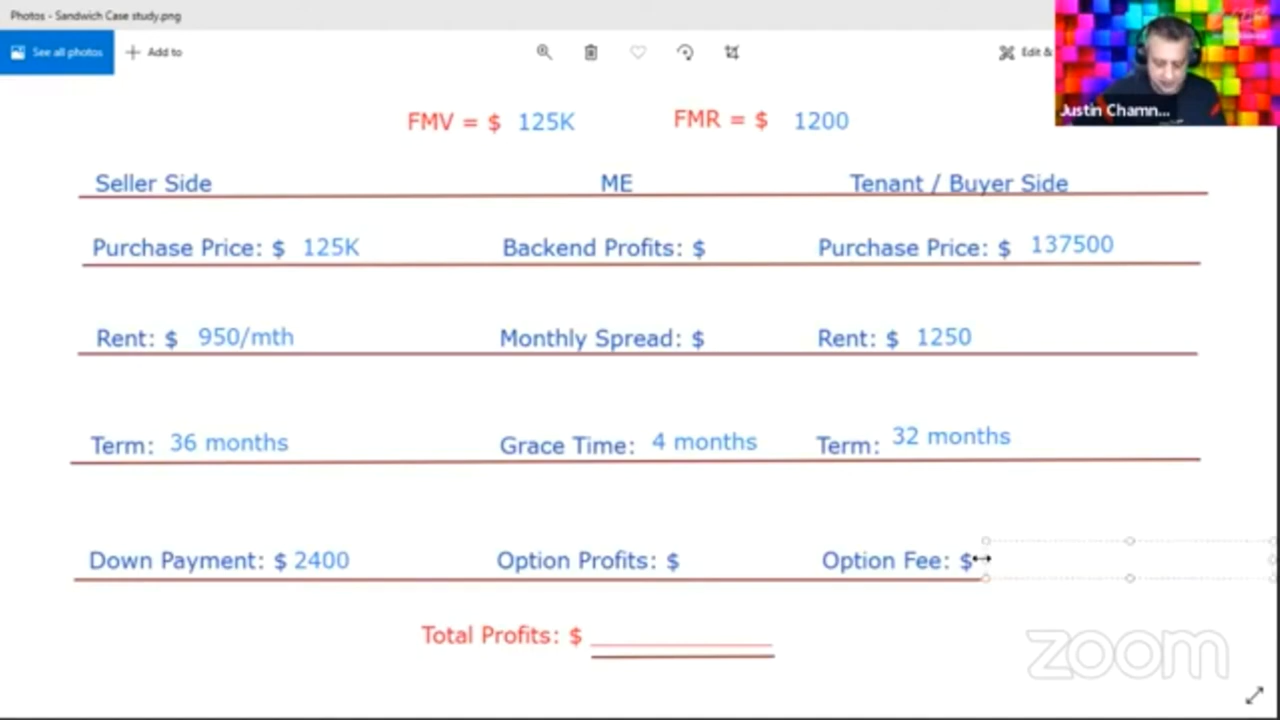 Photos - Sandwich Case study.png
See all photos
Add to
Edit &
Justin Chamn...
FMV = $ 125K
FMR = $ 1200
Seller Side
ME
Tenant / Buyer Side
Purchase Price: $ 125K
Backend Profits: $
Purchase Price: $ 137500
Rent: $ 950/mth
Monthly Spread: $
Rent: $ 1250
Term: 36 months
Grace Time: 4 months
Term: 32 months
Down Payment: $ 2400
Option Profits: $
Option Fee: $
Total Profits: $
zoom